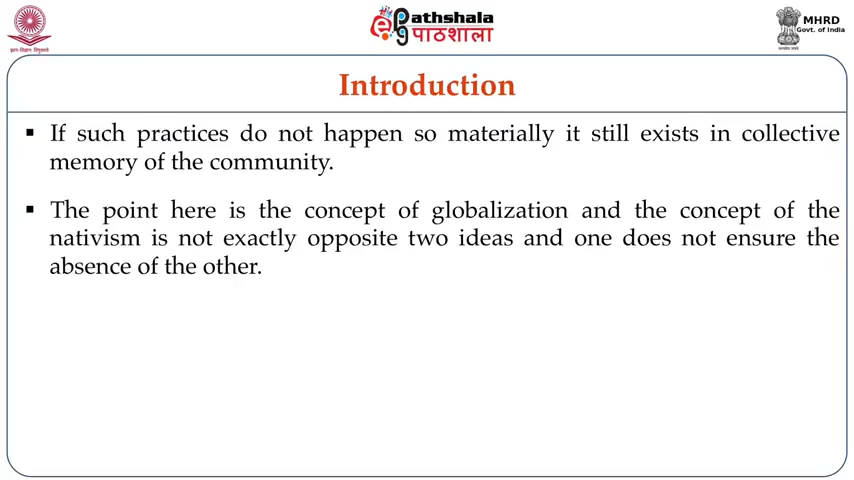 ePathshala
पाठशाला
MHRD
Govt. of India
Introduction
▪ If such practices do not happen so materially it still exists in collective
memory of the community.
▪ The point here is the concept of globalization and the concept of the
nativism is not exactly opposite two ideas and one does not ensure the
absence of the other.